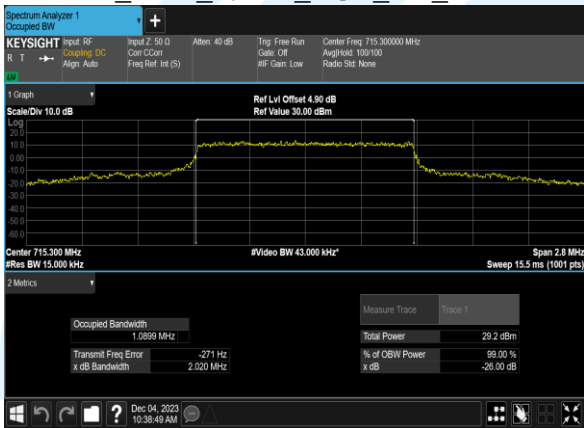 Spectrum Analyzer 1
Occupied BW
+
KEYSIGHT Input: RF Input Z: 50 Ω Atten: 40 dB Trig: Free Run Center Freq: 715.300000 MHz
R T Coupling: DC Corr CCorr Gate: Off Avg|Hold: 100/100
Align: Auto Freq Ref: Int (S) #IF Gain: Low Radio Std: None
LV
1 Graph
Ref Lvl Offset 4.90 dB
Scale/Div 10.0 dB Ref Value 30.00 dBm
Log
20.0
10.0
0.00
-10.0
-20.0
-30.0
-40.0
-50.0
-60.0
Center 715.300 MHz #Video BW 43.000 kHz* Span 2.8 MHz
#Res BW 15.000 kHz Sweep 15.5 ms (1001 pts)
2 Metrics
Measure Trace Trace 1
Occupied Bandwidth
1.0899 MHz Total Power 29.2 dBm
Transmit Freq Error -271 Hz % of OBW Power 99.00 %
x dB Bandwidth 2.020 MHz x dB -26.00 dB
? Dec 04, 2023
10:38:49 AM